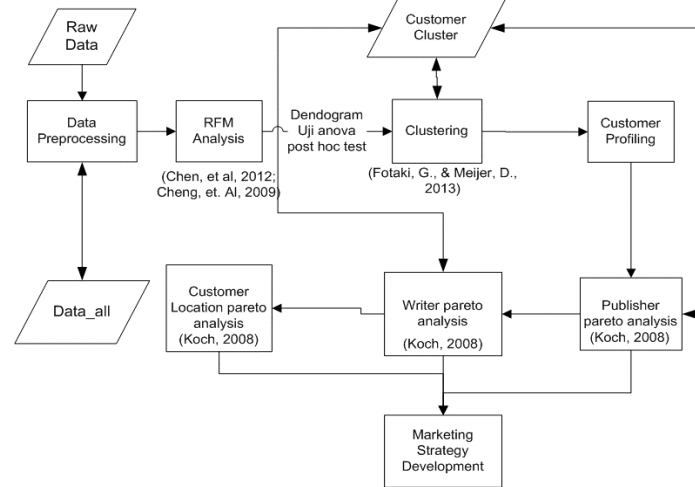 Raw
Data
Customer
Cluster
Data
Preprocessing
RFM
Analysis
Dendogram
Uji anova
post hoc test
Clustering
Customer
Profiling
(Chen, et al, 2012;
Cheng, et. Al, 2009)
(Fotaki, G., & Meijer, D.,
2013)
Data_all
Customer
Location pareto
analysis
(Koch, 2008)
Writer pareto
analysis
(Koch, 2008)
Publisher
pareto analysis
(Koch, 2008)
Marketing
Strategy
Development